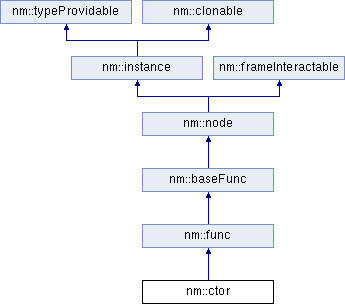 nm::typeProvidable nm::clonable
nm::instance nm::frameInteractable
nm::node
nm::baseFunc
nm::func
nm::ctor